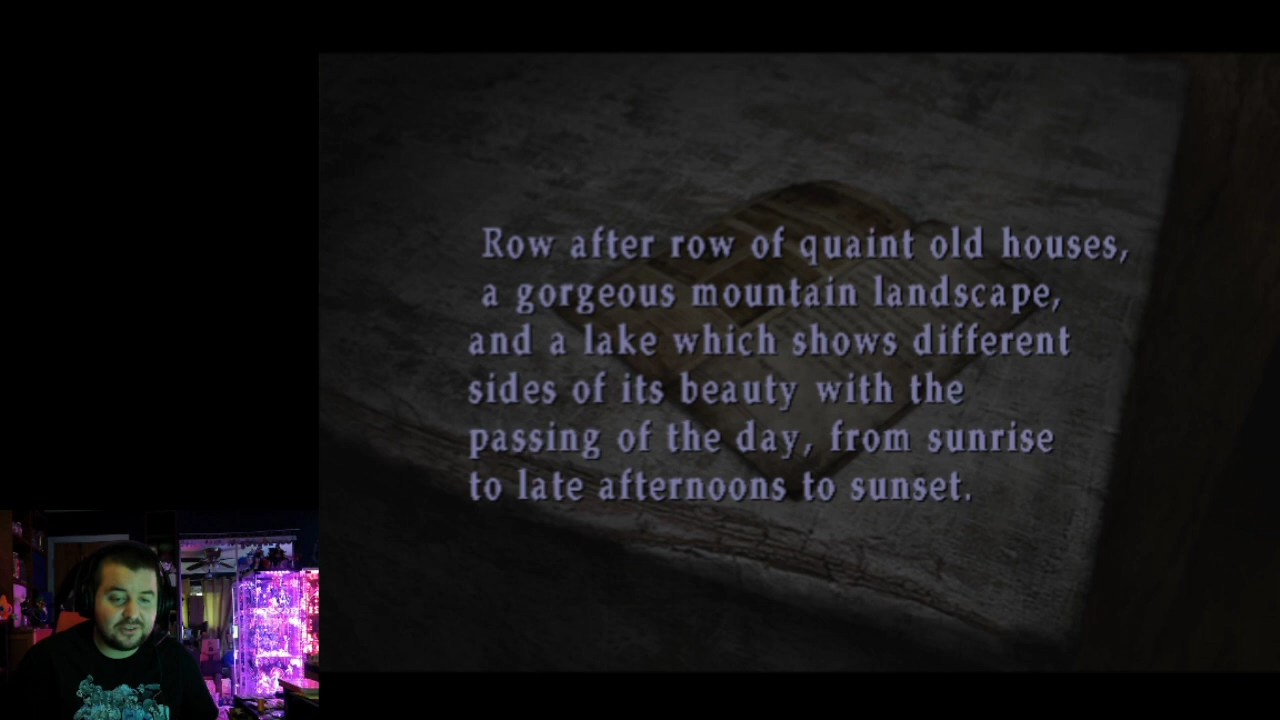 Row after row of quaint old houses,
a gorgeous mountain landscape,
and a lake which shows different
sides of its beauty with the
passing of the day, from sunrise
to late afternoons to sunset.